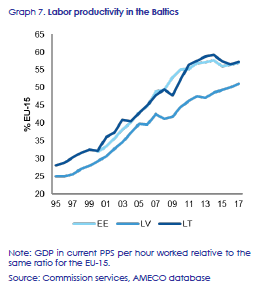 Graph 7. Labor productivity in the Baltics
65
60
55
50
45
40
35
30
25
20
% EU-15
95 97 99 01 03 05 07 09 11 13 15 17
EE LV LT
Note: GDP in current PPS per hour worked relative to the
same ratio for the EU-15.
Source: Commission services, AMECO database